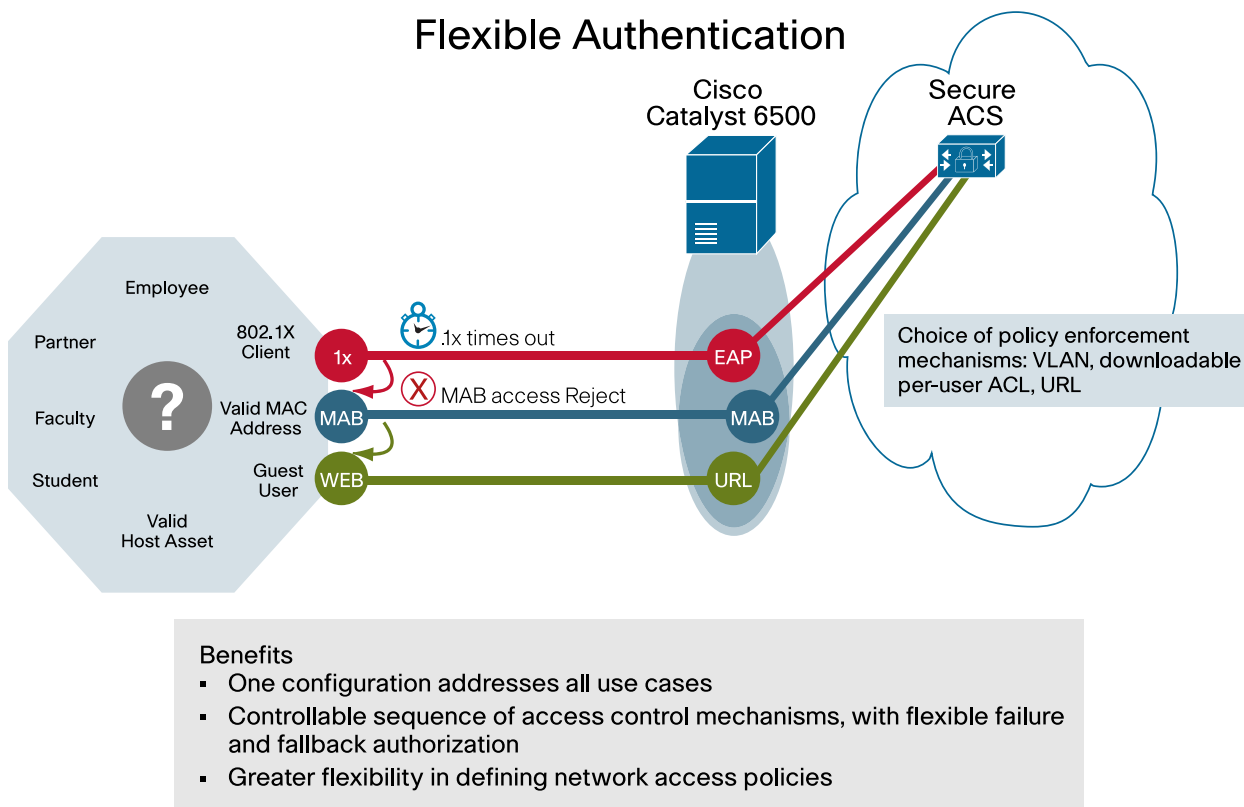 Flexible Authentication
Cisco
Catalyst 6500
Secure
ACS
Employee
Partner
Faculty
Student
Valid
Host Asset
?
802.1X
Client
1x
.1x times out
EAP
X
MAB access Reject
Valid MAC
Address
MAB
MAB
Guest
User
WEB
URL
Choice of policy enforcement
mechanisms: VLAN, downloadable
per-user ACL, URL
Benefits
▪ One configuration addresses all use cases
▪ Controllable sequence of access control mechanisms, with flexible failure
and fallback authorization
▪ Greater flexibility in defining network access policies